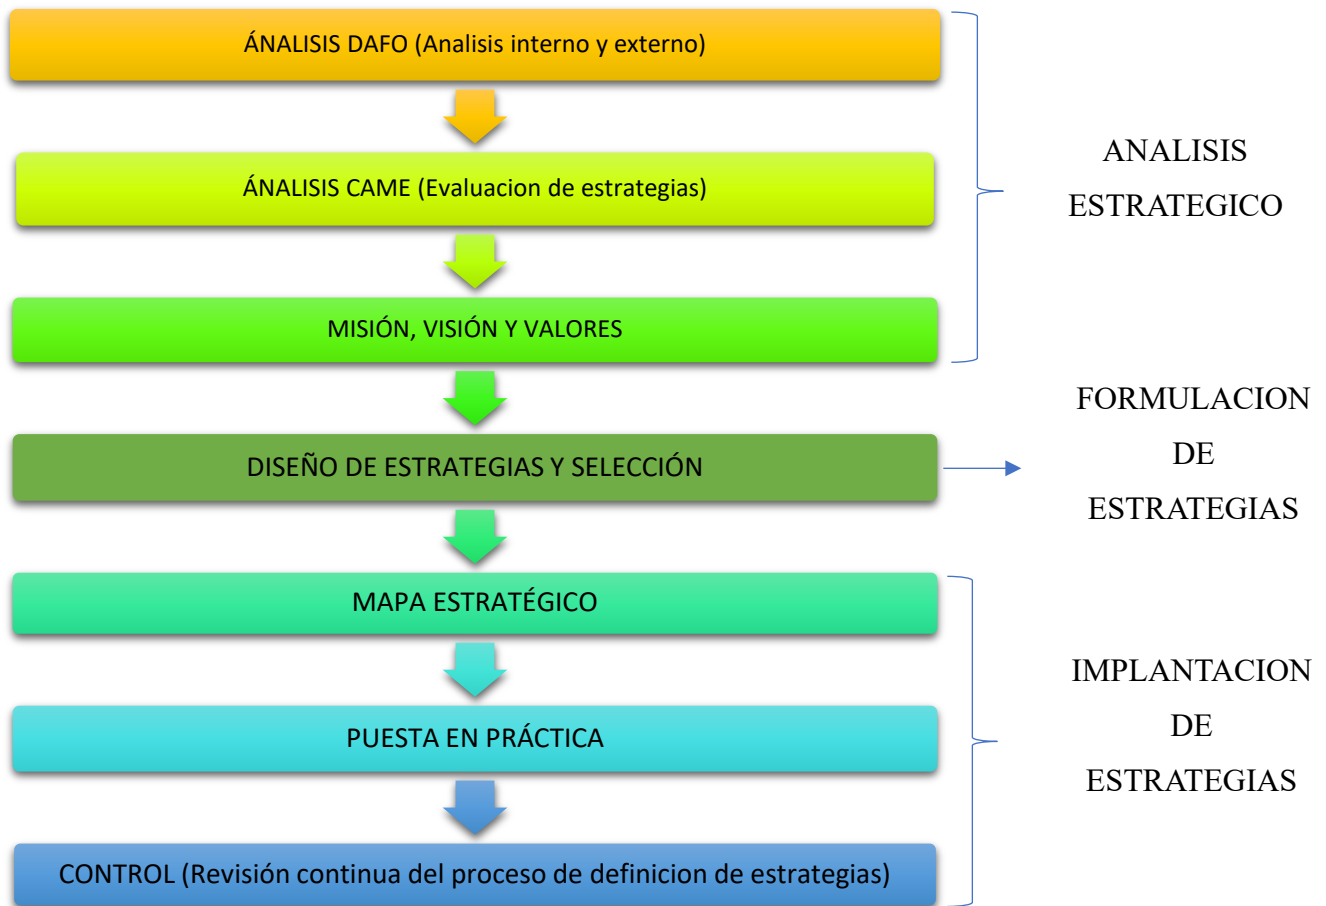 ÁNALISIS DAFO (Analisis interno y externo)
ÁNALISIS CAME (Evaluacion de estrategias)
MISIÓN, VISIÓN Y VALORES
ANALISIS
ESTRATEGICO
DISEÑO DE ESTRATEGIAS Y SELECCIÓN
FORMULACION
DE
ESTRATEGIAS
MAPA ESTRATÉGICO
PUESTA EN PRÁCTICA
CONTROL (Revisión continua del proceso de definicion de estrategias)
IMPLANTACION
DE
ESTRATEGIAS